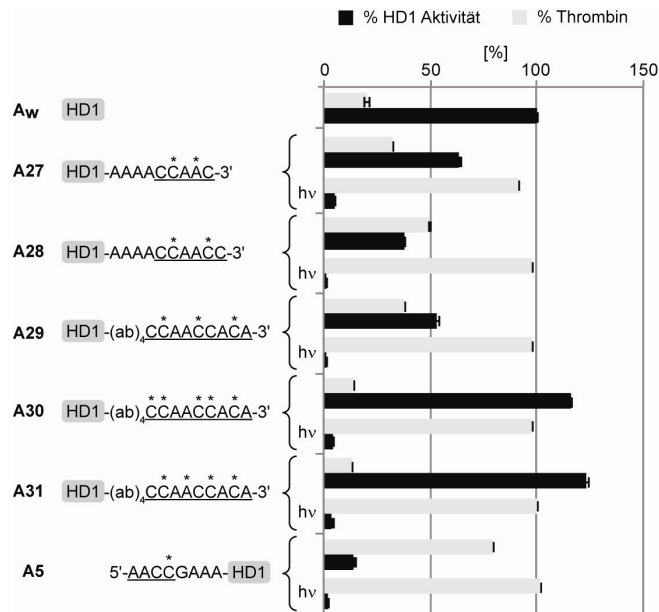 % HD1 Aktivität % Thrombin
[%]
0 50 100 150
Aw HD1
* *
A27 HD1-AAAACCAAC-3' hν
* *
A28 HD1-AAAACCAACC-3' hν
* * *
A29 HD1-(ab)₄CCAACCACA-3' hν
** ** *
A30 HD1-(ab)₄CCAACCACA-3' hν
* * * *
A31 HD1-(ab)₄CCAACCACA-3' hν
*
A5 5'-AACCGAAA-HD1 hν